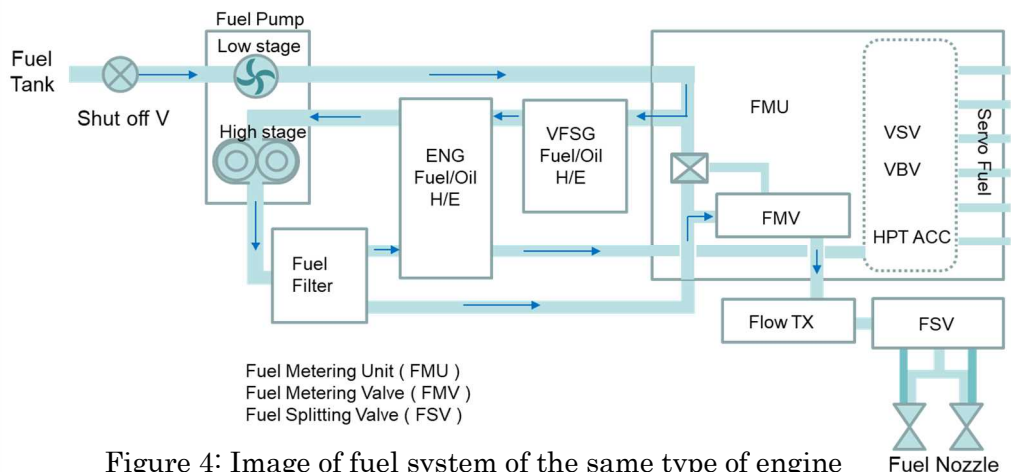 Fuel Pump
Low stage
Fuel
Tank
Shut off V
High stage
ENG
Fuel/Oil
H/E
VFSG
Fuel/Oil
H/E
FMU
VSV
VBV
HPT ACC
Servo Fuel
FMV
Fuel
Filter
Flow TX
FSV
Fuel Metering Unit ( FMU )
Fuel Metering Valve ( FMV )
Fuel Splitting Valve ( FSV )
Fuel Nozzle
Figure 4: Image of fuel system of the same type of engine